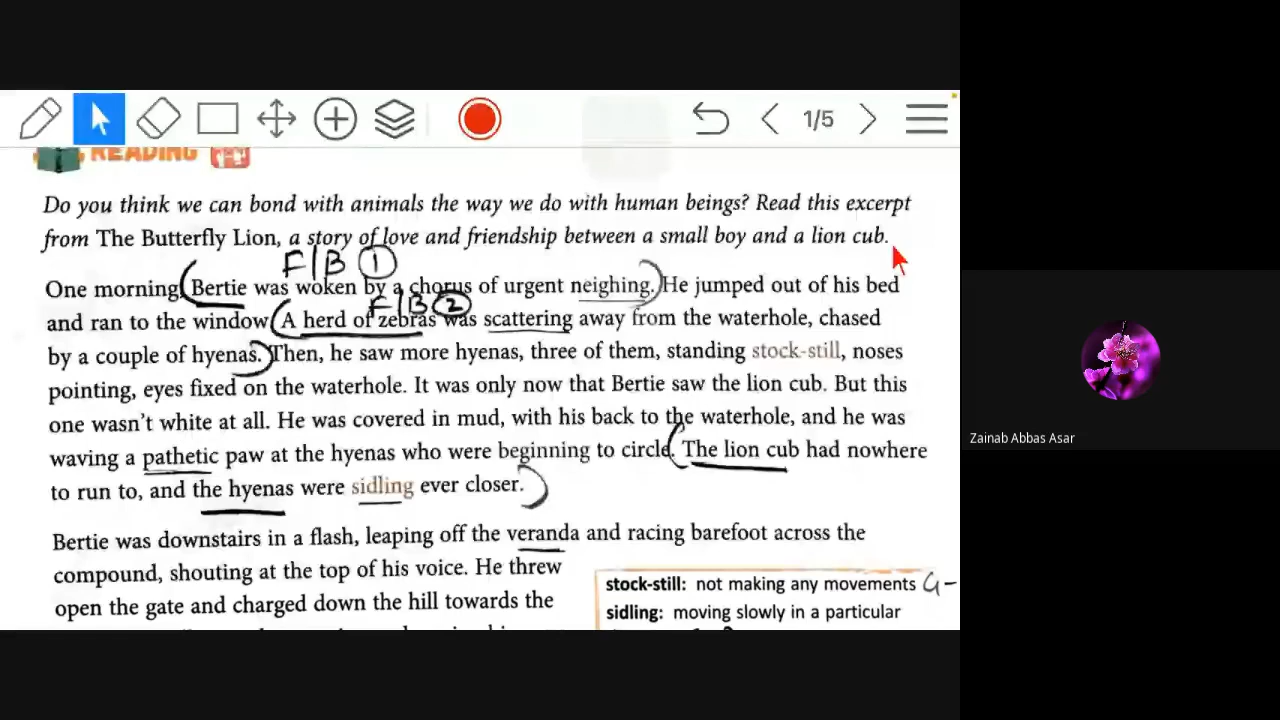 1/5
READING
Do you think we can bond with animals the way we do with human beings? Read this excerpt
from The Butterfly Lion, a story of love and friendship between a small boy and a lion cub.
F|B 1
One morning Bertie was woken by a chorus of urgent neighing. He jumped out of his bed
F|B 2
and ran to the window. A herd of zebras was scattering away from the waterhole, chased
by a couple of hyenas. Then, he saw more hyenas, three of them, standing stock-still, noses
pointing, eyes fixed on the waterhole. It was only now that Bertie saw the lion cub. But this
one wasn't white at all. He was covered in mud, with his back to the waterhole, and he was
waving a pathetic paw at the hyenas who were beginning to circle. The lion cub had nowhere
to run to, and the hyenas were sidling ever closer.
Bertie was downstairs in a flash, leaping off the veranda and racing barefoot across the
compound, shouting at the top of his voice. He threw
open the gate and charged down the hill towards the
stock-still: not making any movements
sidling: moving slowly in a particular
Zainab Abbas Asar